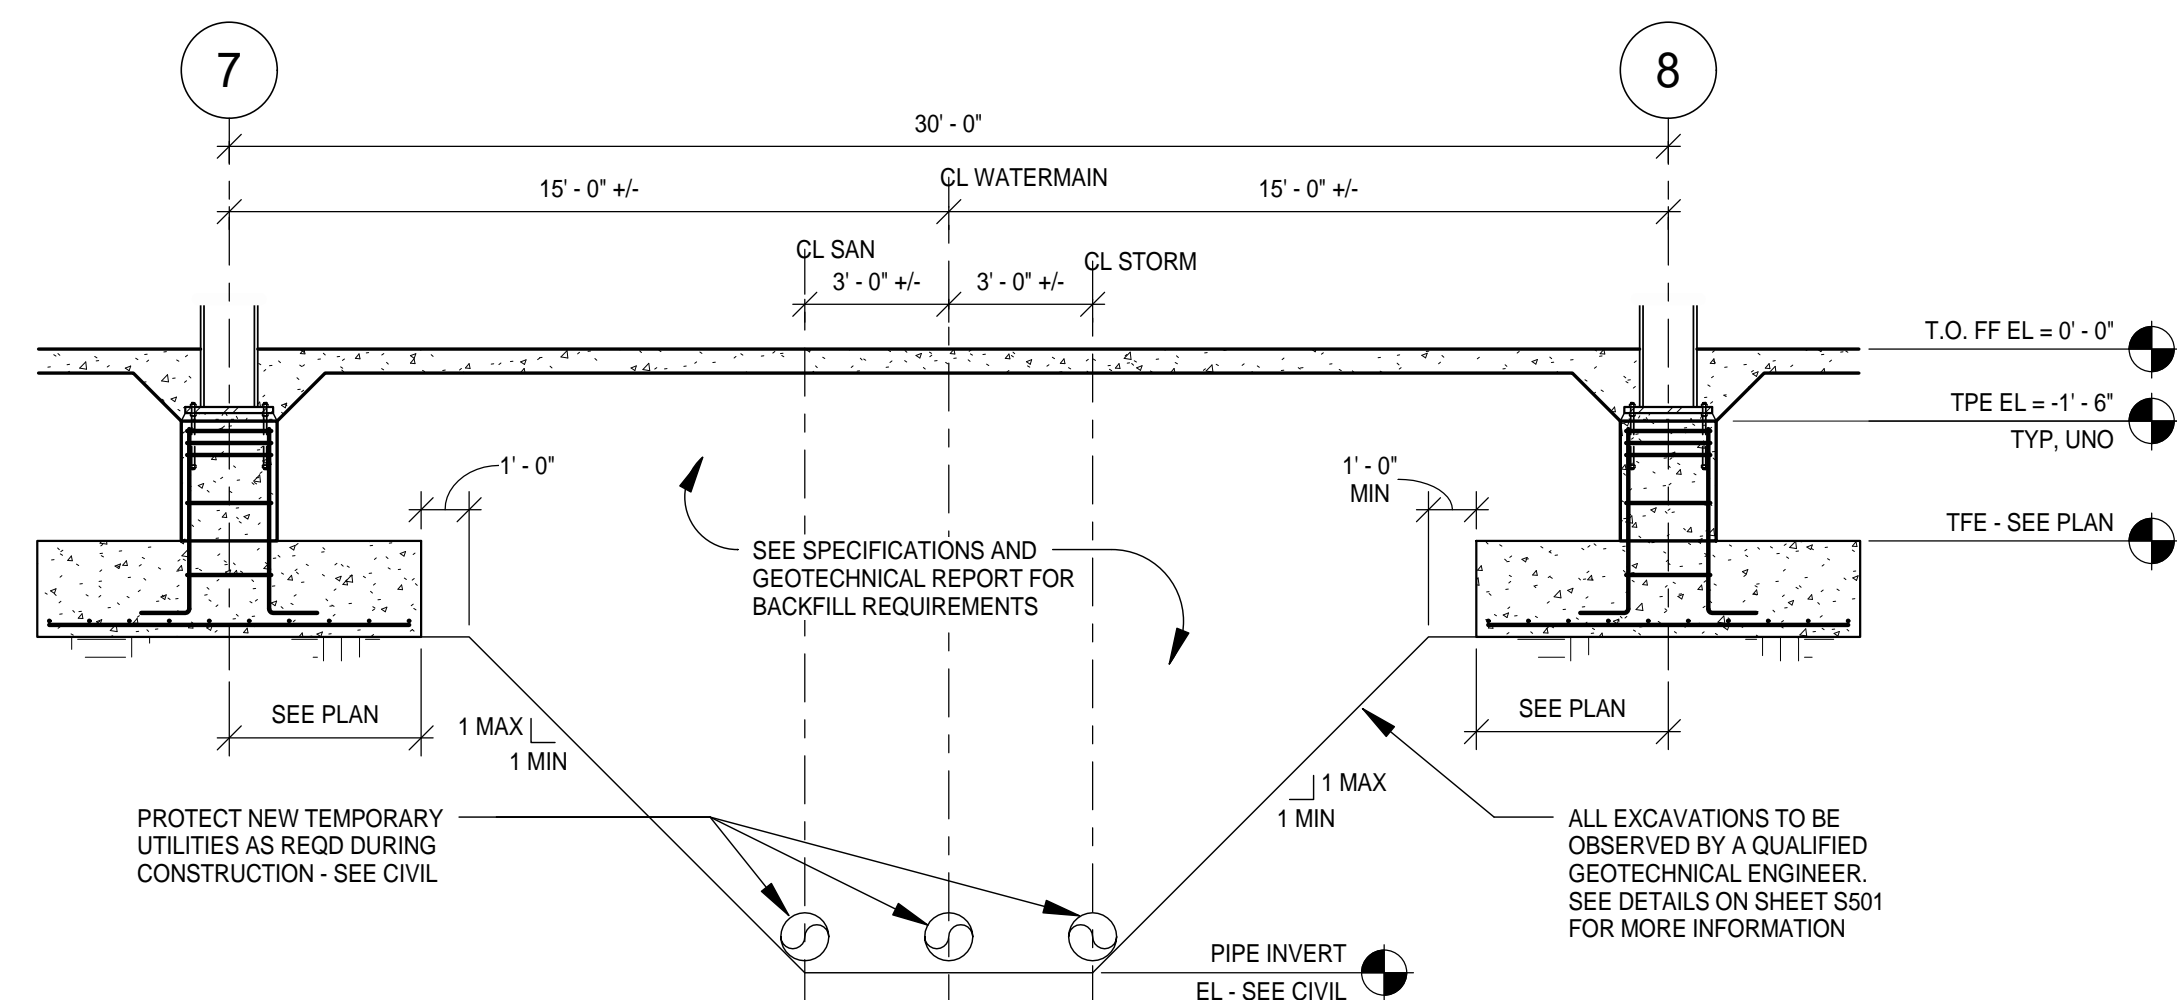 7
8
30' - 0"
15' - 0" +/-
CL WATERMAIN
15' - 0" +/-
CL SAN
CL STORM
3' - 0" +/-
3' - 0" +/-
T.O. FF EL = 0' - 0"
TPE EL = -1' - 6"
TYP, UNO
1' - 0"
1' - 0"
MIN
TFE - SEE PLAN
SEE SPECIFICATIONS AND
GEOTECHNICAL REPORT FOR
BACKFILL REQUIREMENTS
SEE PLAN
SEE PLAN
1 MAX
1 MIN
1 MAX
1 MIN
PROTECT NEW TEMPORARY
UTILITIES AS REQD DURING
CONSTRUCTION - SEE CIVIL
ALL EXCAVATIONS TO BE
OBSERVED BY A QUALIFIED
GEOTECHNICAL ENGINEER.
SEE DETAILS ON SHEET S501
FOR MORE INFORMATION
PIPE INVERT
EL - SEE CIVIL